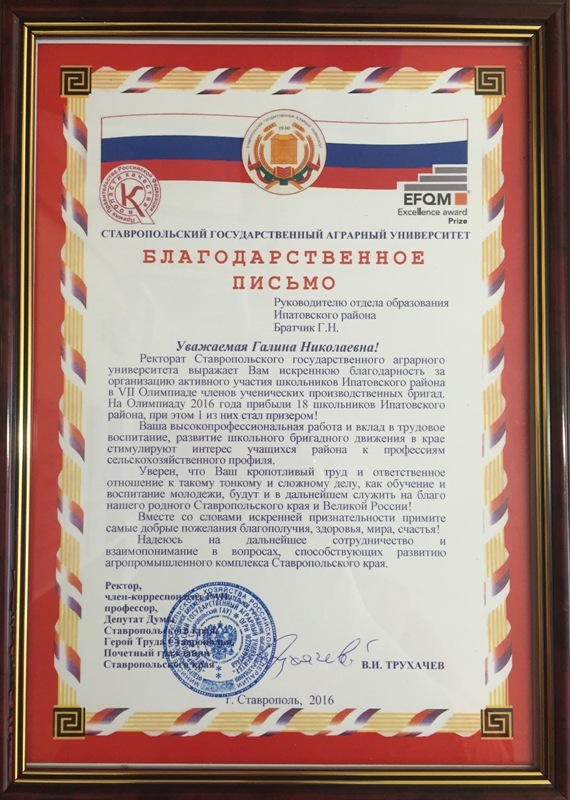 1930
EFQM
Excellence award
Prize
СТАВРОПОЛЬСКИЙ ГОСУДАРСТВЕННЫЙ АГРАРНЫЙ УНИВЕРСИТЕТ
БЛАГОДАРСТВЕННОЕ
ПИСЬМО
Руководителю отдела образования
Ипатовского района
Братчик Г.Н.
Уважаемая Галина Николаевна!
Ректорат Ставропольского государственного аграрного
университета выражает Вам искреннюю благодарность за
организацию активного участия школьников Ипатовского района
в VII Олимпиаде членов ученических производственных бригад.
На Олимпиаду 2016 года прибыли 18 школьников Ипатовского
района, при этом 1 из них стал призером!
Ваша высокопрофессиональная работа и вклад в трудовое
воспитание, развитие школьного бригадного движения в крае
стимулируют интерес учащихся района к профессиям
сельскохозяйственного профиля.
Уверен, что Ваш кропотливый труд и ответственное
отношение к такому тонкому и сложному делу, как обучение и
воспитание молодежи, будут и в дальнейшем служить на благо
нашего родного Ставропольского края и Великой России!
Вместе со словами искренней признательности примите
самые добрые пожелания благополучия, здоровья, мира, счастья!
Надеюсь на дальнейшее сотрудничество и
взаимопонимание в вопросах, способствующих развитию
агропромышленного комплекса Ставропольского края.
Ректор,
член-корреспондент
профессор,
Депутат Думы
Ставропольского края,
Герой Труда Ставрополья,
Почетный гражданин
Ставропольского края
В.И. ТРУХАЧЕВ
г. Ставрополь, 2016